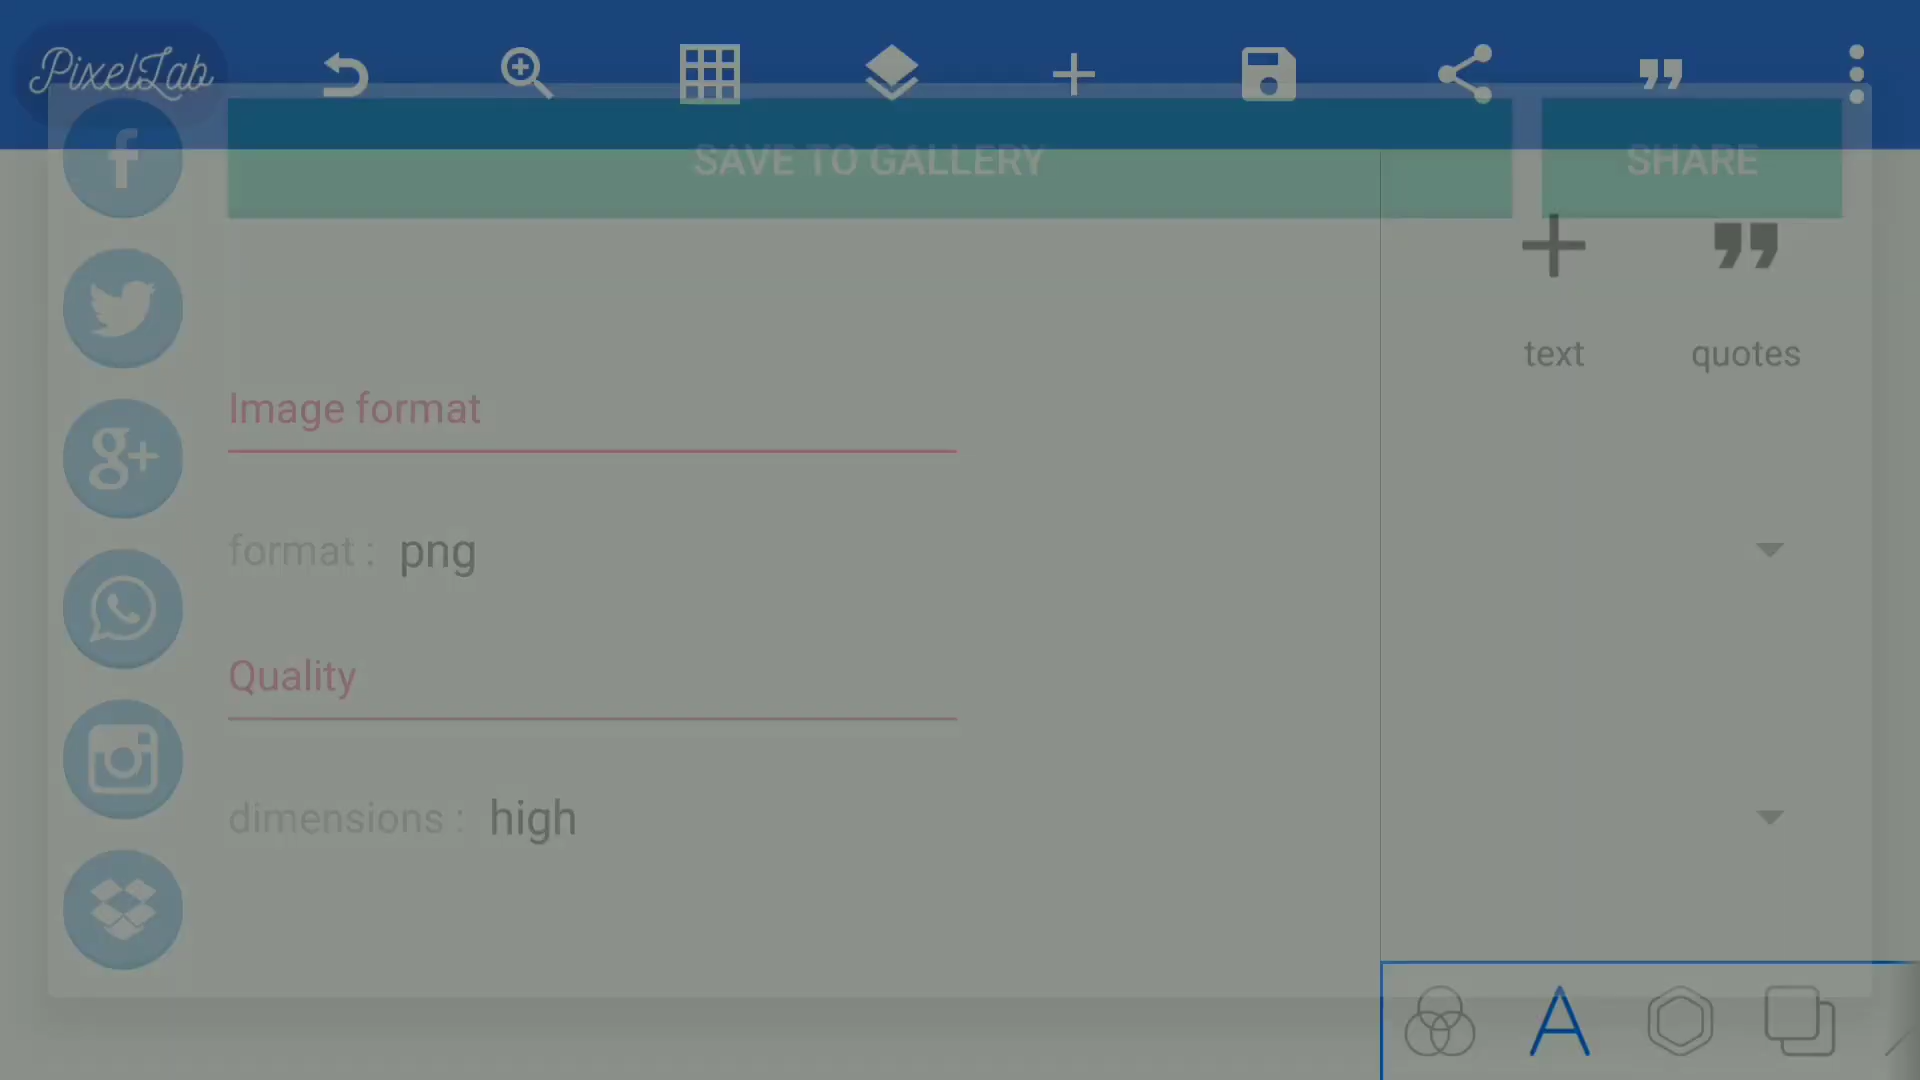 PixelLab
SAVE TO GALLERY
SHARE
text
quotes
Image format
format : png
Quality
dimensions : high